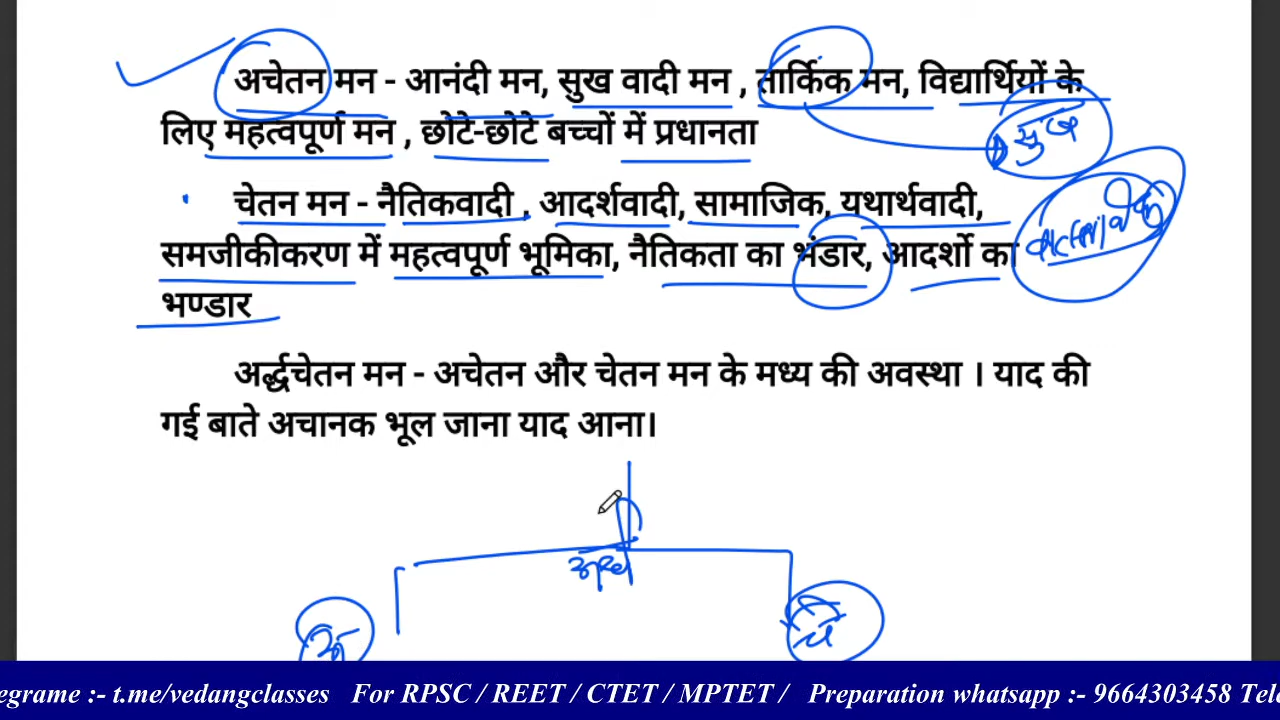 अचेतन मन - आनंदी मन, सुख वादी मन , तार्किक मन, विद्यार्थियों के
लिए महत्वपूर्ण मन , छोटे-छोटे बच्चों में प्रधानता
सुख
चेतन मन - नैतिकवादी , आदर्शवादी, सामाजिक, यथार्थवादी,
वास्तविक
समजीकीकरण में महत्वपूर्ण भूमिका, नैतिकता का भंडार, आदर्शो का
भण्डार
अर्द्धचेतन मन - अचेतन और चेतन मन के मध्य की अवस्था । याद की
गई बाते अचानक भूल जाना याद आना।
egrame :- t.me/vedangclasses For RPSC / REET / CTET / MPTET / Preparation whatsapp :- 9664303458 Tele